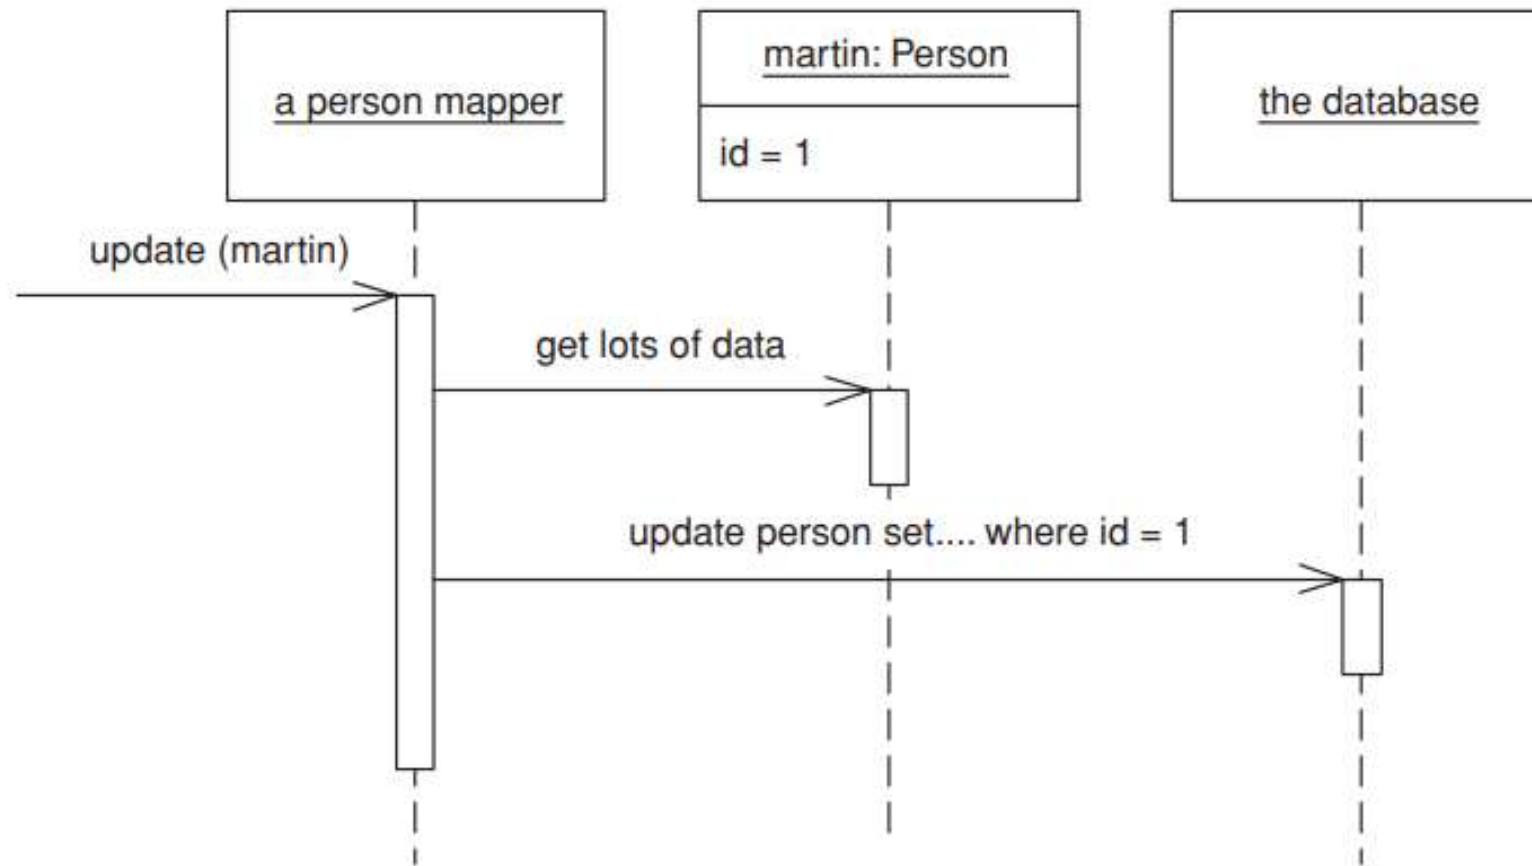 a person mapper
martin: Person
id = 1
the database
update (martin)
get lots of data
update person set.... where id = 1